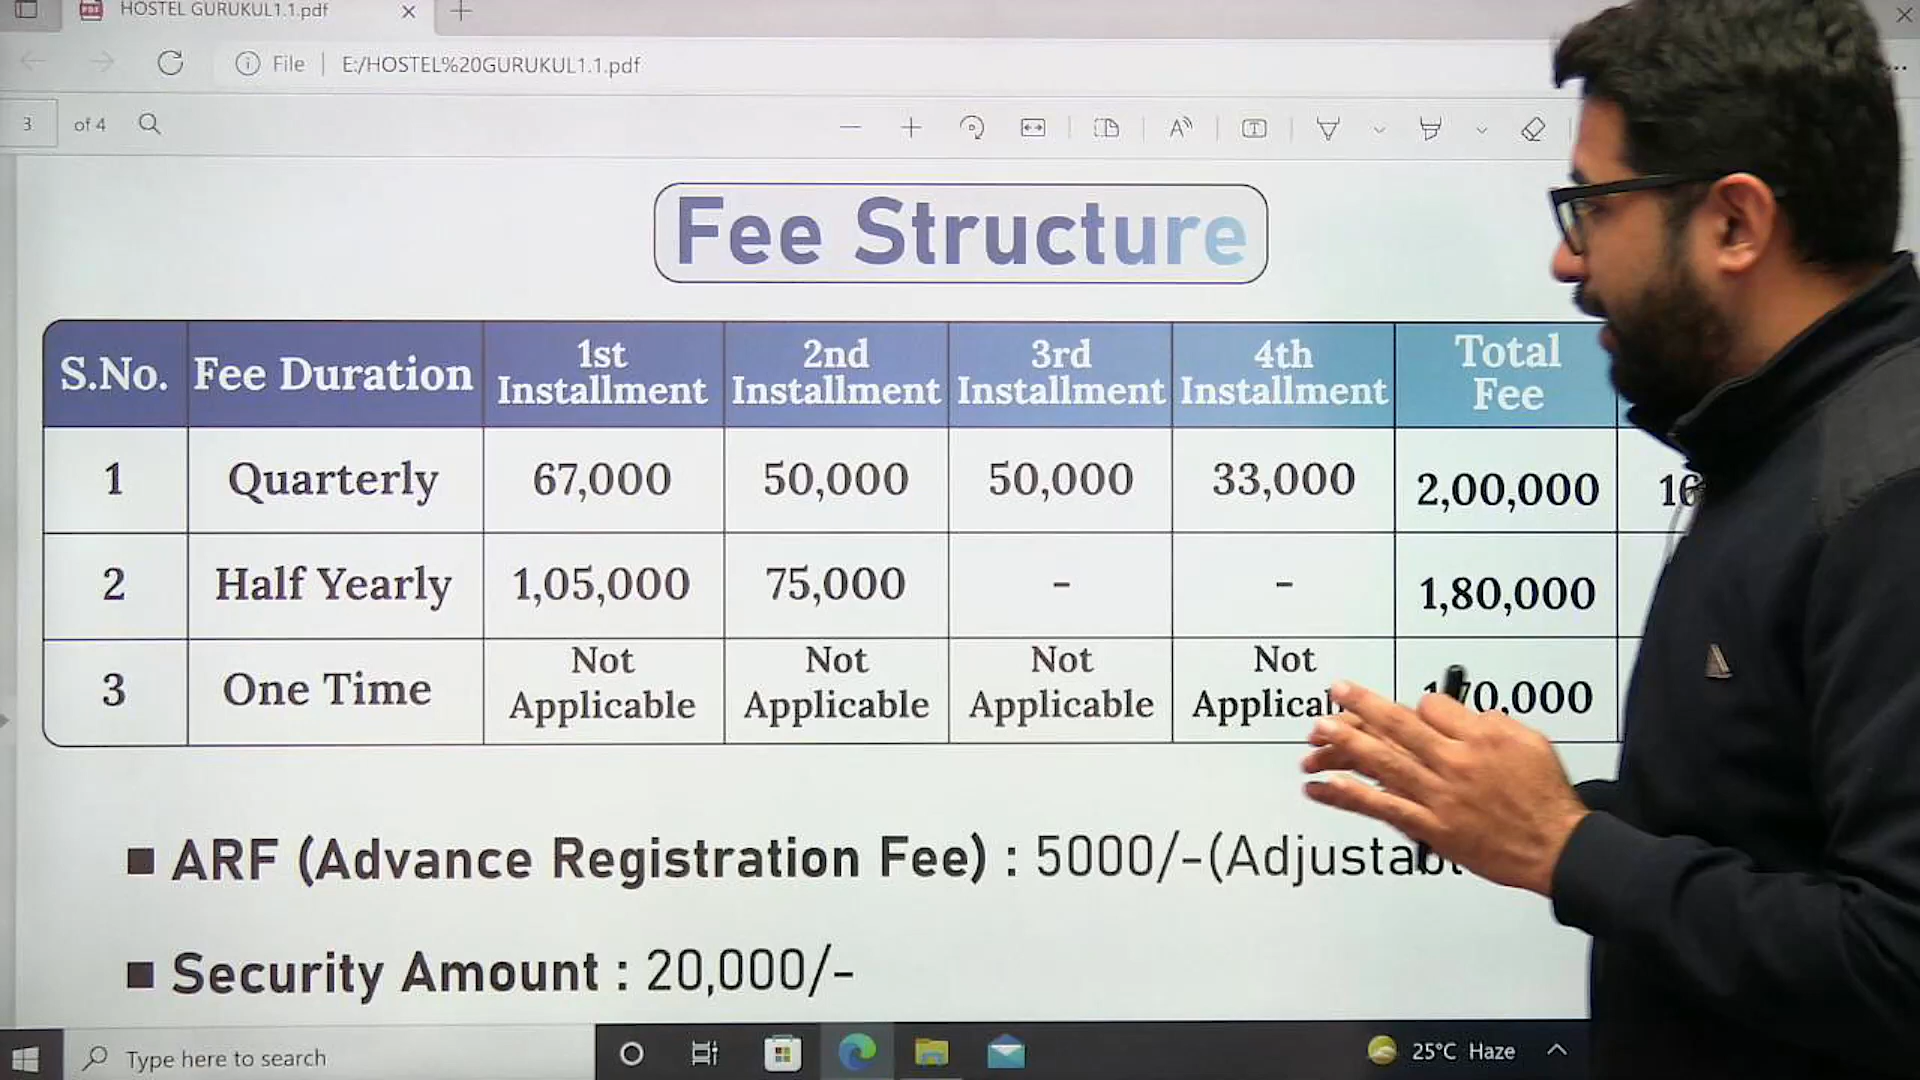 HOSTEL GURUKUL1.1.pdf
File | E:/HOSTEL%20GURUKUL1.1.pdf
3 of 4
Fee Structure
S.No. Fee Duration 1st Installment 2nd Installment 3rd Installment 4th Installment Total Fee
1 Quarterly 67,000 50,000 50,000 33,000 2,00,000
2 Half Yearly 1,05,000 75,000 - - 1,80,000
3 One Time Not Applicable Not Applicable Not Applicable Not 70,000
■ ARF (Advance Registration Fee) : 5000/-
■ Security Amount : 20,000/-
Type here to search
25°C Haze